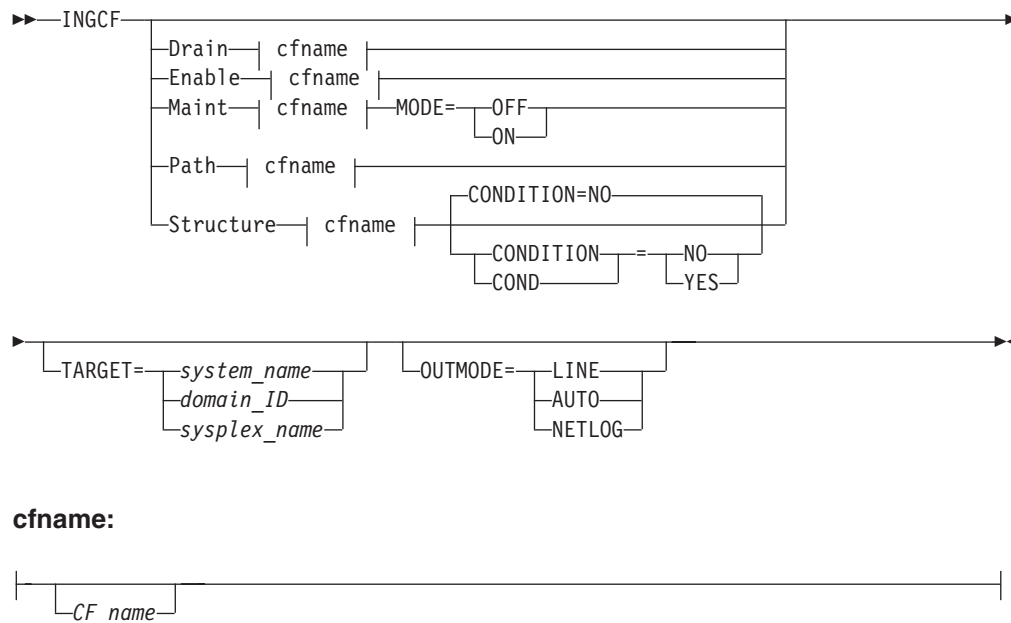 INGCF
Drain cfname
Enable cfname
Maint cfname MODE= OFF
ON
Path cfname
CONDITION=NO
Structure cfname
CONDITION = NO
COND YES
TARGET= system_name OUTMODE= LINE
domain_ID AUTO
sysplex_name NETLOG
cfname:
CF name